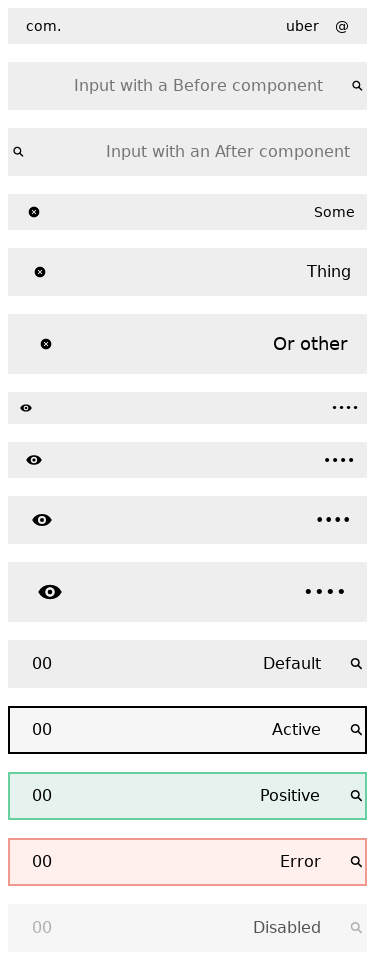 com. uber @
Input with a Before component
Input with an After component
Some
Thing
Or other
••••
••••
••••
••••
00 Default
00 Active
00 Positive
00 Error
00 Disabled